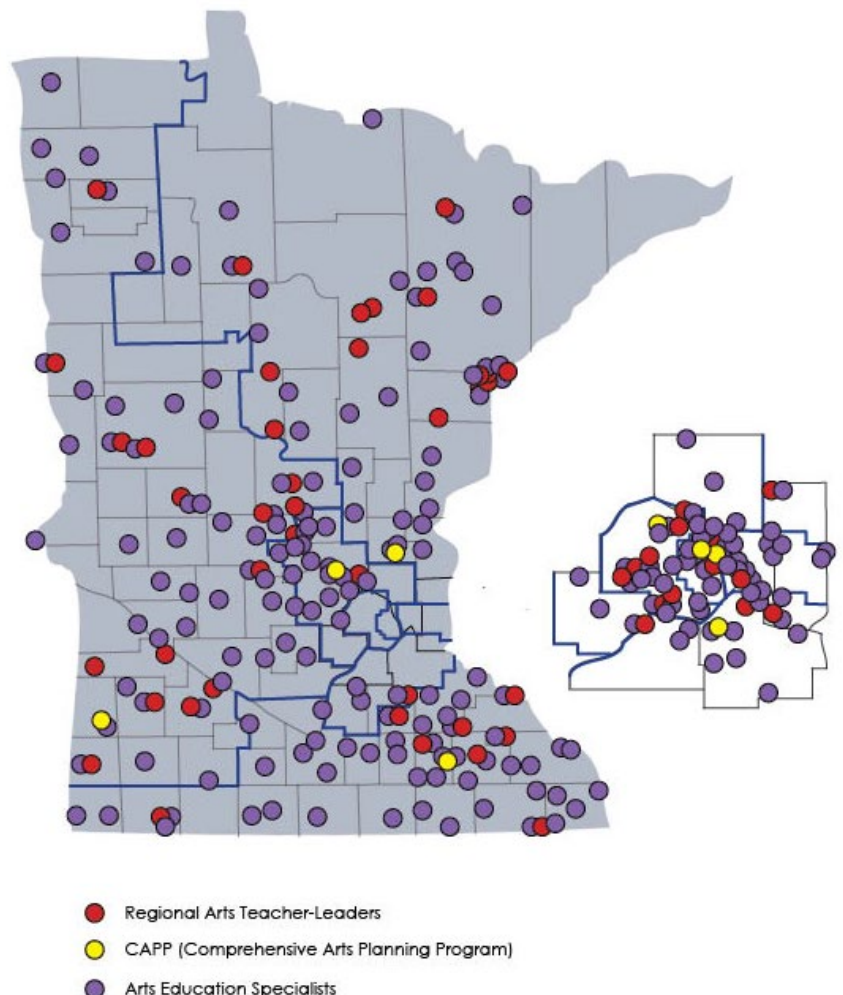 Regional Arts Teacher-Leaders
CAPP (Comprehensive Arts Planning Program)
Arts Education Specialists